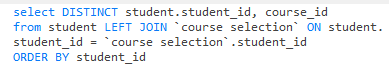 select DISTINCT student.student_id, course_id
from student LEFT JOIN `course selection` ON student.
student_id = `course selection`.student_id
ORDER BY student_id